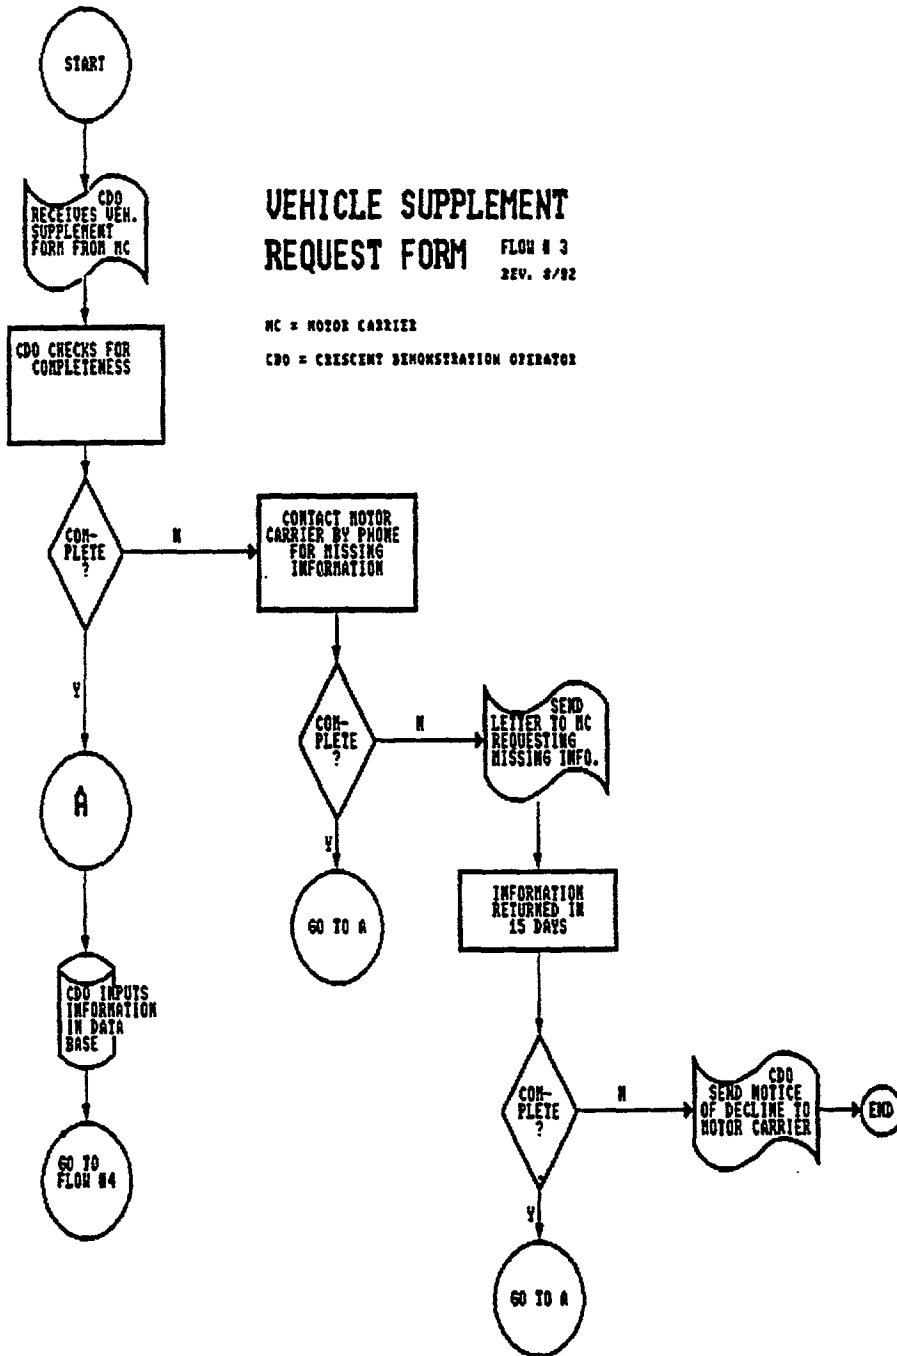 START
CDO
RECEIVES VEH.
SUPPLEMENT
FORM FROM MC
VEHICLE SUPPLEMENT
REQUEST FORM
FLOW # 3
REV. 8/92
MC = MOTOR CARRIER
CDO = CRESCENT DEMONSTRATION OPERATOR
CDO CHECKS FOR
COMPLETENESS
COM-
PLETE
?
N
CONTACT MOTOR
CARRIER BY PHONE
FOR MISSING
INFORMATION
Y
COM-
PLETE
?
N
SEND
LETTER TO MC
REQUESTING
MISSING INFO.
A
Y
GO TO A
INFORMATION
RETURNED IN
15 DAYS
CDO INPUTS
INFORMATION
IN DATA
BASE
COM-
PLETE
?
N
CDO
SEND NOTICE
OF DECLINE TO
MOTOR CARRIER
END
GO TO
FLOW #4
Y
GO TO A